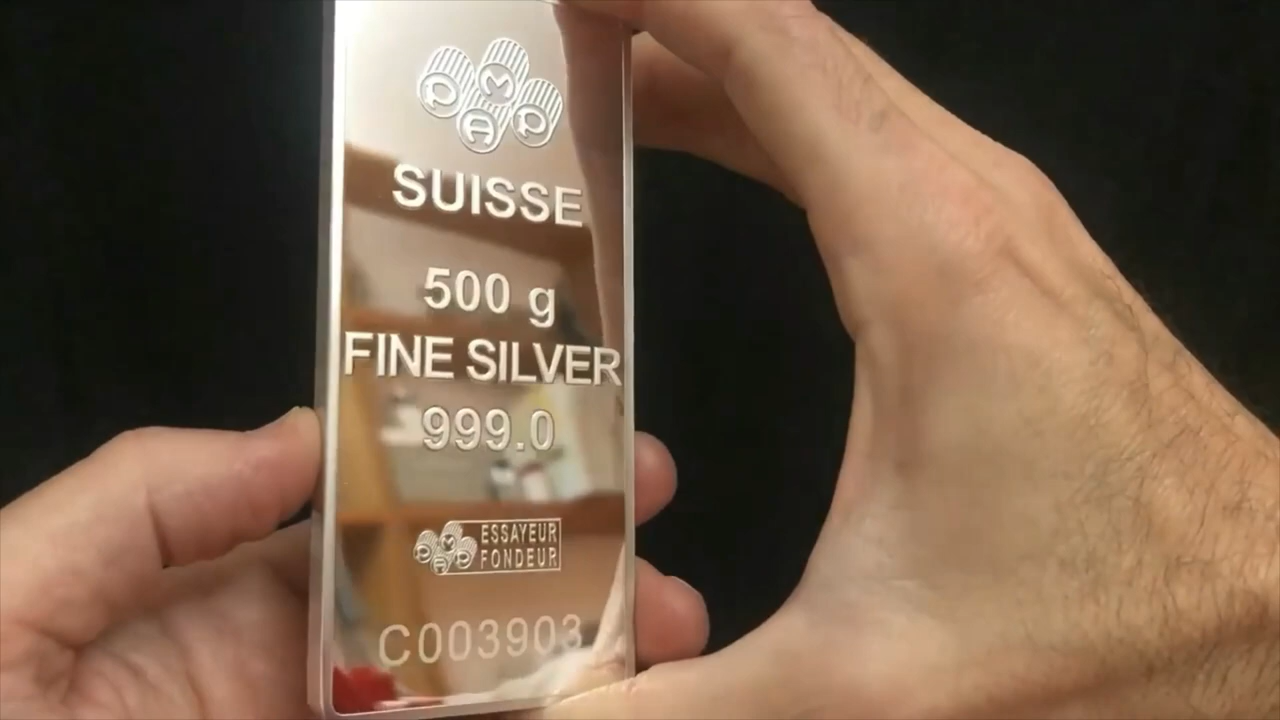 PAMP
SUISSE
500 g
FINE SILVER
999.0
PAMP ESSAYEUR
FONDEUR
C003903